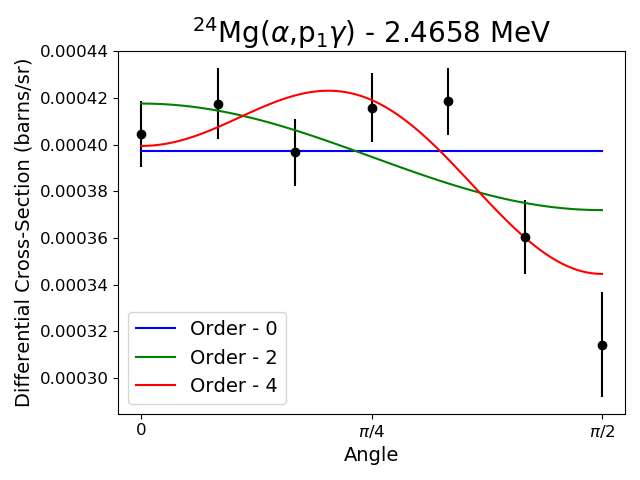 ²⁴Mg(α,p₁γ) - 2.4658 MeV
Differential Cross-Section (barns/sr)
0.00044
0.00042
0.00040
0.00038
0.00036
0.00034
0.00032
0.00030
Order - 0
Order - 2
Order - 4
0 π/4 π/2
Angle